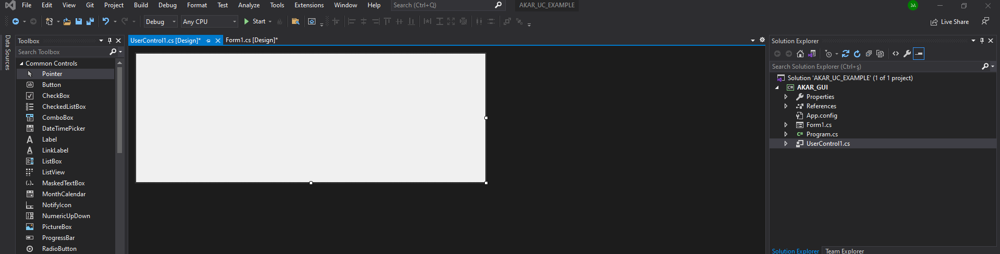 File Edit View Git Project Build Debug Format Test Analyze Tools Extensions Window Help Search (Ctrl+Q) AKAR_UC_EXAMPLE
Debug Any CPU Start Live Share
Data Sources
Toolbox
Search Toolbox
Common Controls
Pointer
Button
CheckBox
CheckedListBox
ComboBox
DateTimePicker
Label
LinkLabel
ListBox
ListView
MaskedTextBox
MonthCalendar
NotifyIcon
NumericUpDown
PictureBox
ProgressBar
RadioButton
UserControl1.cs [Design]* Form1.cs [Design]*
Solution Explorer
Search Solution Explorer (Ctrl+ş)
Solution 'AKAR_UC_EXAMPLE' (1 of 1 project)
C# AKAR_GUI
Properties
References
App.config
Form1.cs
C# Program.cs
UserControl1.cs
Solution Explorer Team Explorer